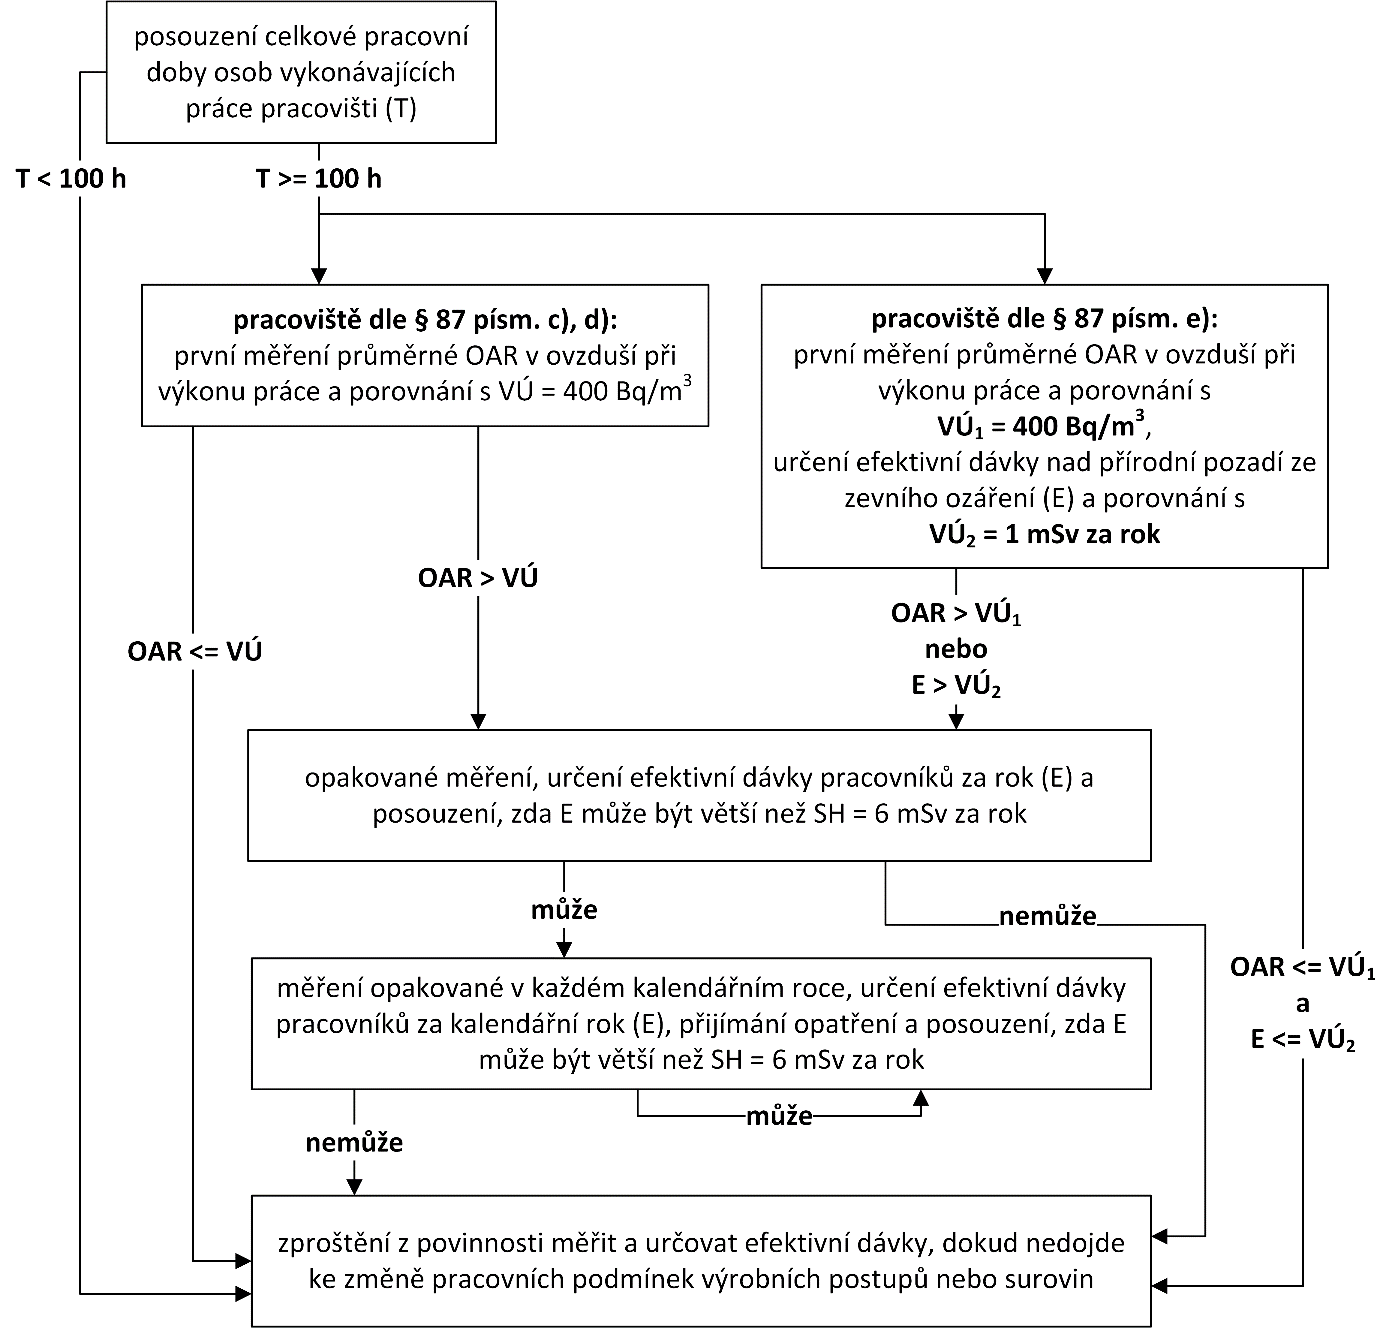 posouzení celkové pracovní
doby osob vykonávajících
práce pracovišti (T)
T < 100 h
T >= 100 h
pracoviště dle § 87 písm. c), d):
první měření průměrné OAR v ovzduší při
výkonu práce a porovnání s VÚ = 400 Bq/m³
pracoviště dle § 87 písm. e):
první měření průměrné OAR v ovzduší při
výkonu práce a porovnání s
VÚ₁ = 400 Bq/m³,
určení efektivní dávky nad přírodní pozadí ze
zevního ozáření (E) a porovnání s
VÚ₂ = 1 mSv za rok
OAR > VÚ
OAR <= VÚ
OAR > VÚ₁
nebo
E > VÚ₂
opakované měření, určení efektivní dávky pracovníků za rok (E) a
posouzení, zda E může být větší než SH = 6 mSv za rok
může
nemůže
OAR <= VÚ₁
a
E <= VÚ₂
měření opakované v každém kalendářním roce, určení efektivní dávky
pracovníků za kalendářní rok (E), přijímání opatření a posouzení, zda E
může být větší než SH = 6 mSv za rok
může
nemůže
zproštění z povinnosti měřit a určovat efektivní dávky, dokud nedojde
ke změně pracovních podmínek výrobních postupů nebo surovin